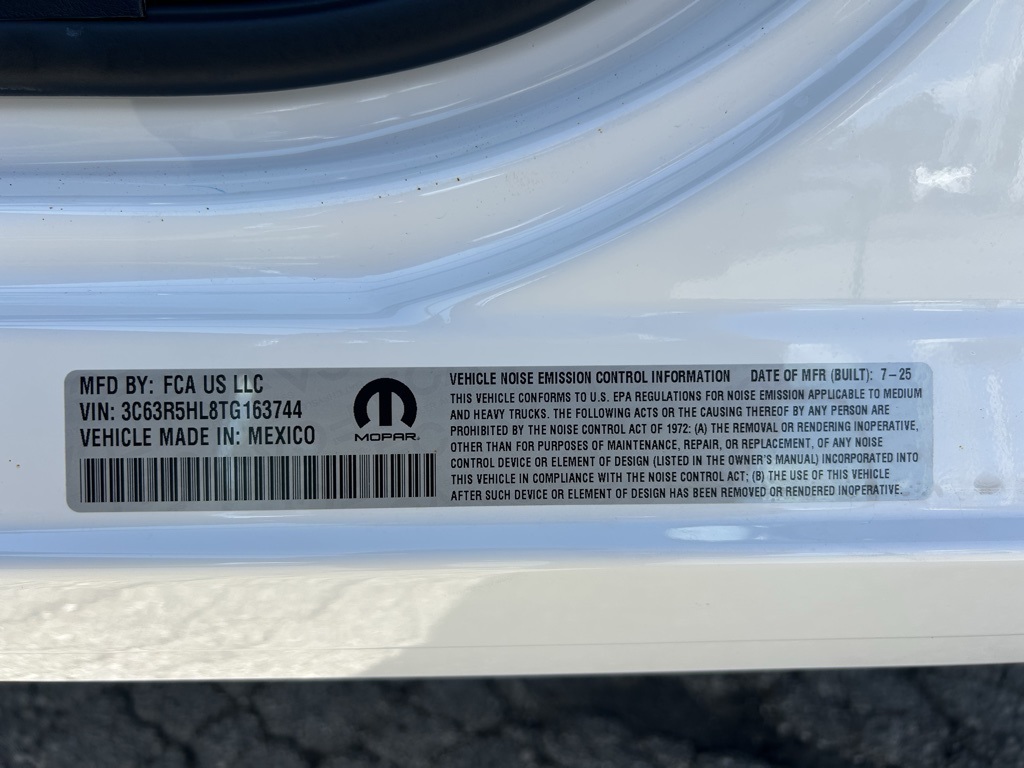 MFD BY: FCA US LLC
VIN: 3C63R5HL8TG163744
VEHICLE MADE IN: MEXICO
MOPAR
VEHICLE NOISE EMISSION CONTROL INFORMATION DATE OF MFR (BUILT): 7-25
THIS VEHICLE CONFORMS TO U.S. EPA REGULATIONS FOR NOISE EMISSION APPLICABLE TO MEDIUM
AND HEAVY TRUCKS. THE FOLLOWING ACTS OR THE CAUSING THEREOF BY ANY PERSON ARE
PROHIBITED BY THE NOISE CONTROL ACT OF 1972: (A) THE REMOVAL OR RENDERING INOPERATIVE,
OTHER THAN FOR PURPOSES OF MAINTENANCE, REPAIR, OR REPLACEMENT, OF ANY NOISE
CONTROL DEVICE OR ELEMENT OF DESIGN (LISTED IN THE OWNER'S MANUAL) INCORPORATED INTO
THIS VEHICLE IN COMPLIANCE WITH THE NOISE CONTROL ACT; (B) THE USE OF THIS VEHICLE
AFTER SUCH DEVICE OR ELEMENT OF DESIGN HAS BEEN REMOVED OR RENDERED INOPERATIVE.